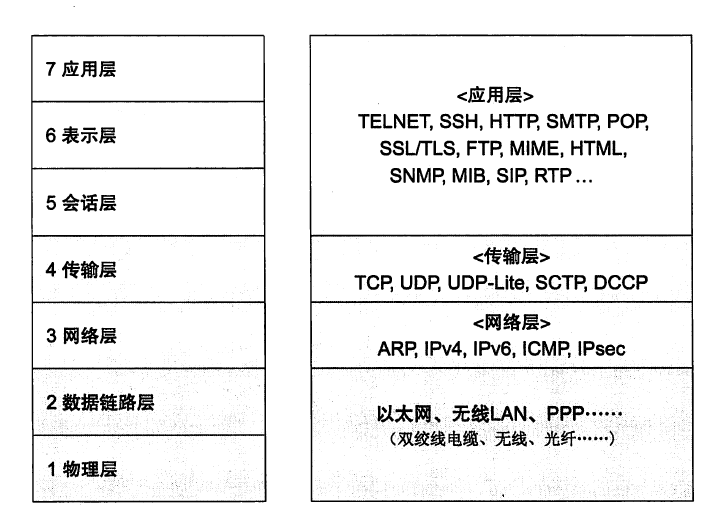 7 应用层
6 表示层
5 会话层
4 传输层
3 网络层
2 数据链路层
1 物理层
<应用层>
TELNET, SSH, HTTP, SMTP, POP,
SSL/TLS, FTP, MIME, HTML,
SNMP, MIB, SIP, RTP …
<传输层>
TCP, UDP, UDP-Lite, SCTP, DCCP
<网络层>
ARP, IPv4, IPv6, ICMP, IPsec
以太网、无线LAN、PPP……
（双绞线电缆、无线、光纤……）